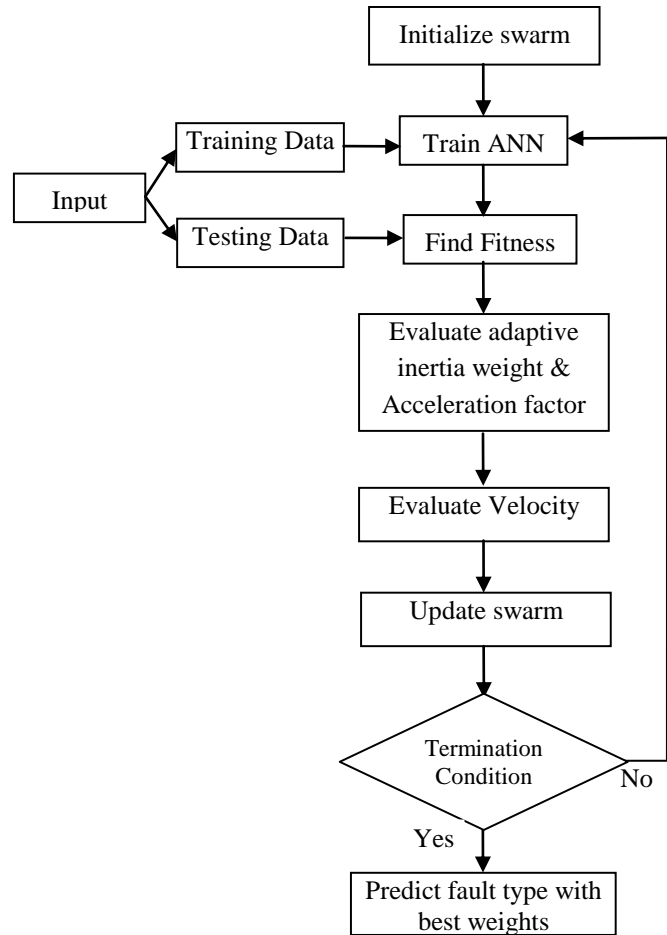 Initialize swarm
Training Data
Train ANN
Input
Testing Data
Find Fitness
Evaluate adaptive
inertia weight &
Acceleration factor
Evaluate Velocity
Update swarm
Termination
Condition
No
Yes
Predict fault type with
best weights